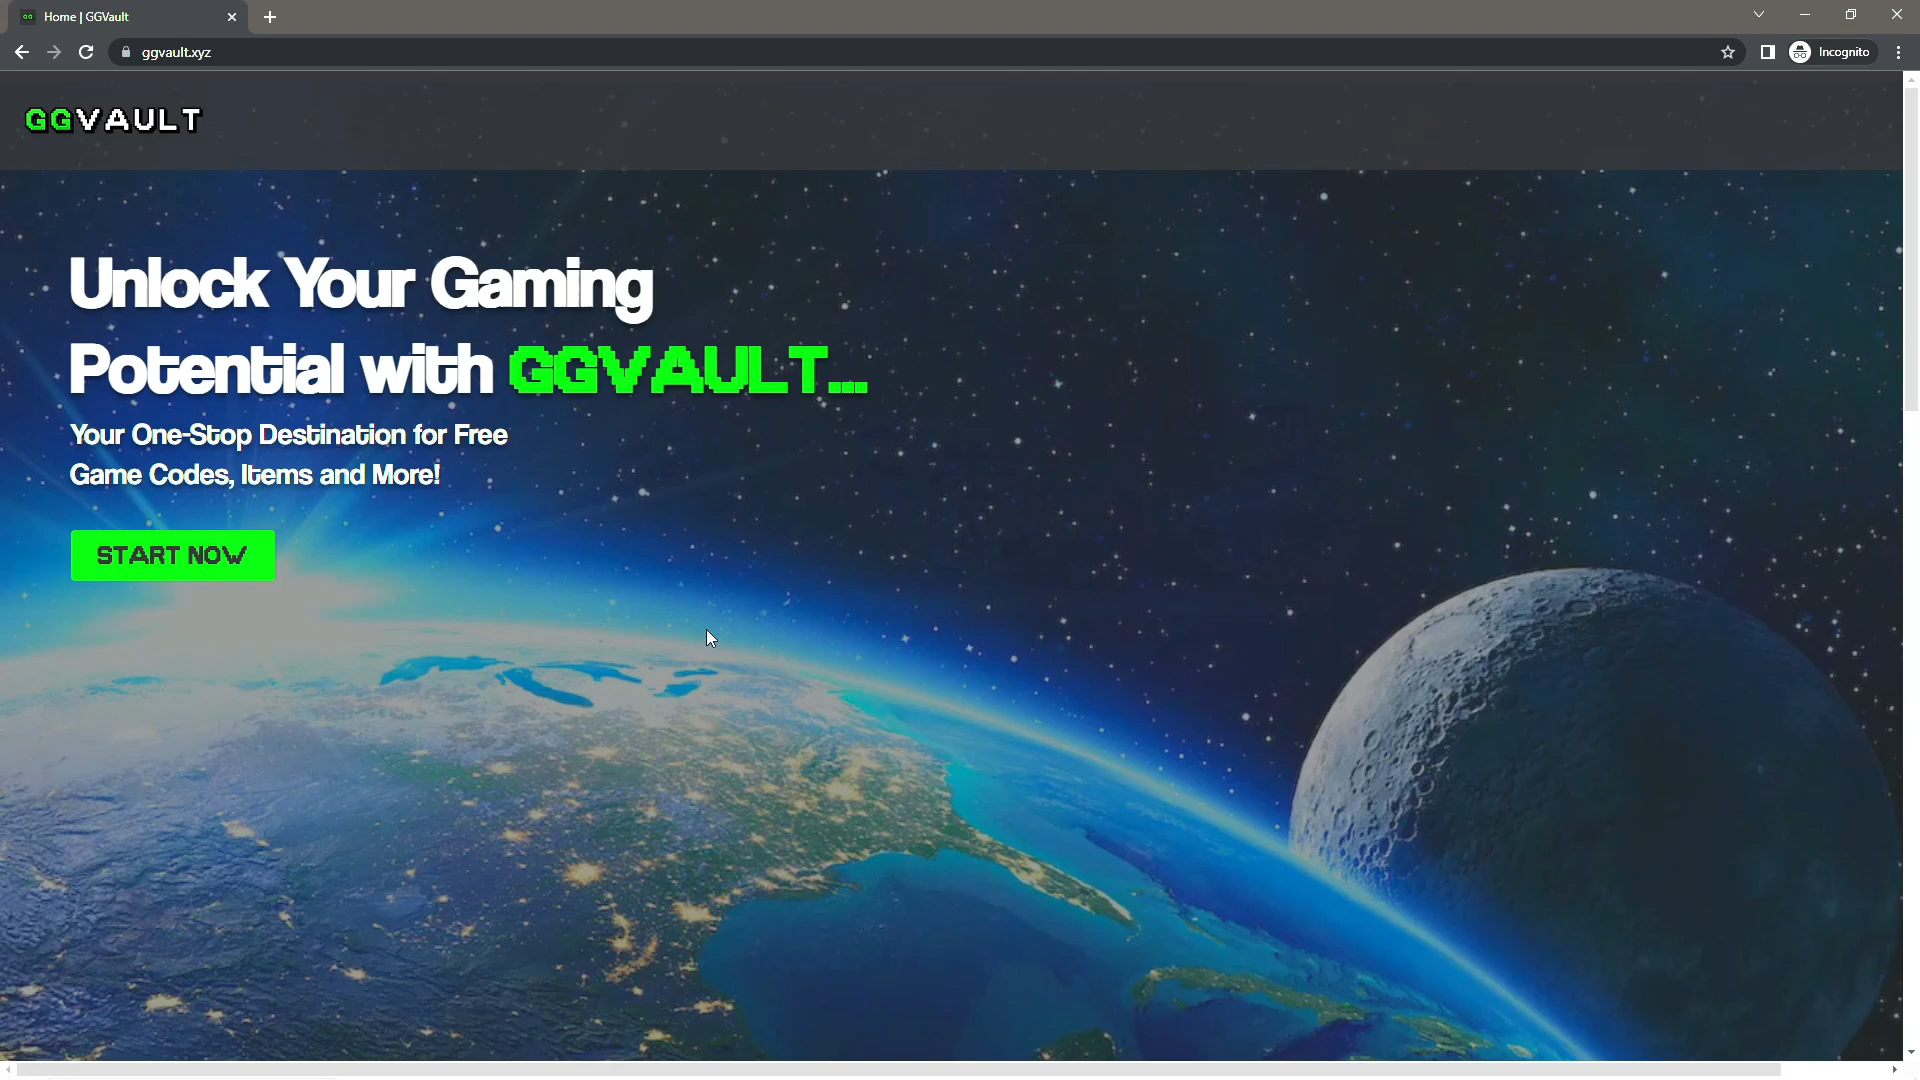 Home | GGVault
ggvault.xyz
Incognito
GGVAULT
Unlock Your Gaming
Potential with GGVAULT...
Your One-Stop Destination for Free
Game Codes, Items and More!
START NOW